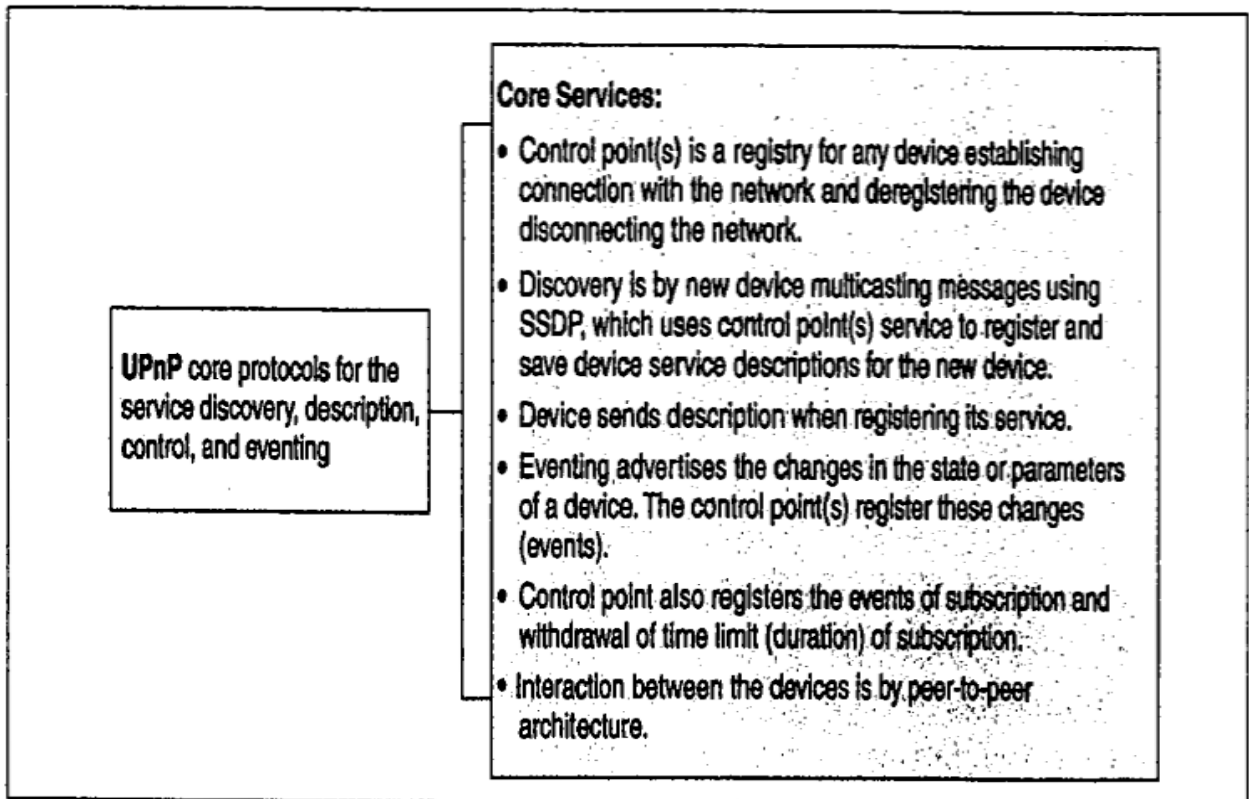 Core Services:
• Control point(s) is a registry for any device establishing
connection with the network and deregistering the device
disconnecting the network.
• Discovery is by new device multicasting messages using
SSDP, which uses control point(s) service to register and
save device service descriptions for the new device.
• Device sends description when registering its service.
• Eventing advertises the changes in the state or parameters
of a device. The control point(s) register these changes
(events).
• Control point also registers the events of subscription and
withdrawal of time limit (duration) of subscription.
• Interaction between the devices is by peer-to-peer
architecture.
UPnP core protocols for the
service discovery, description,
control, and eventing